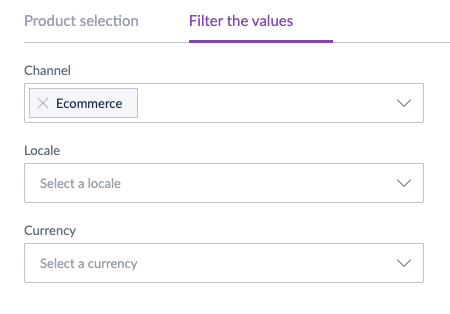 Product selection Filter the values
Channel
Ecommerce
Locale
Select a locale
Currency
Select a currency